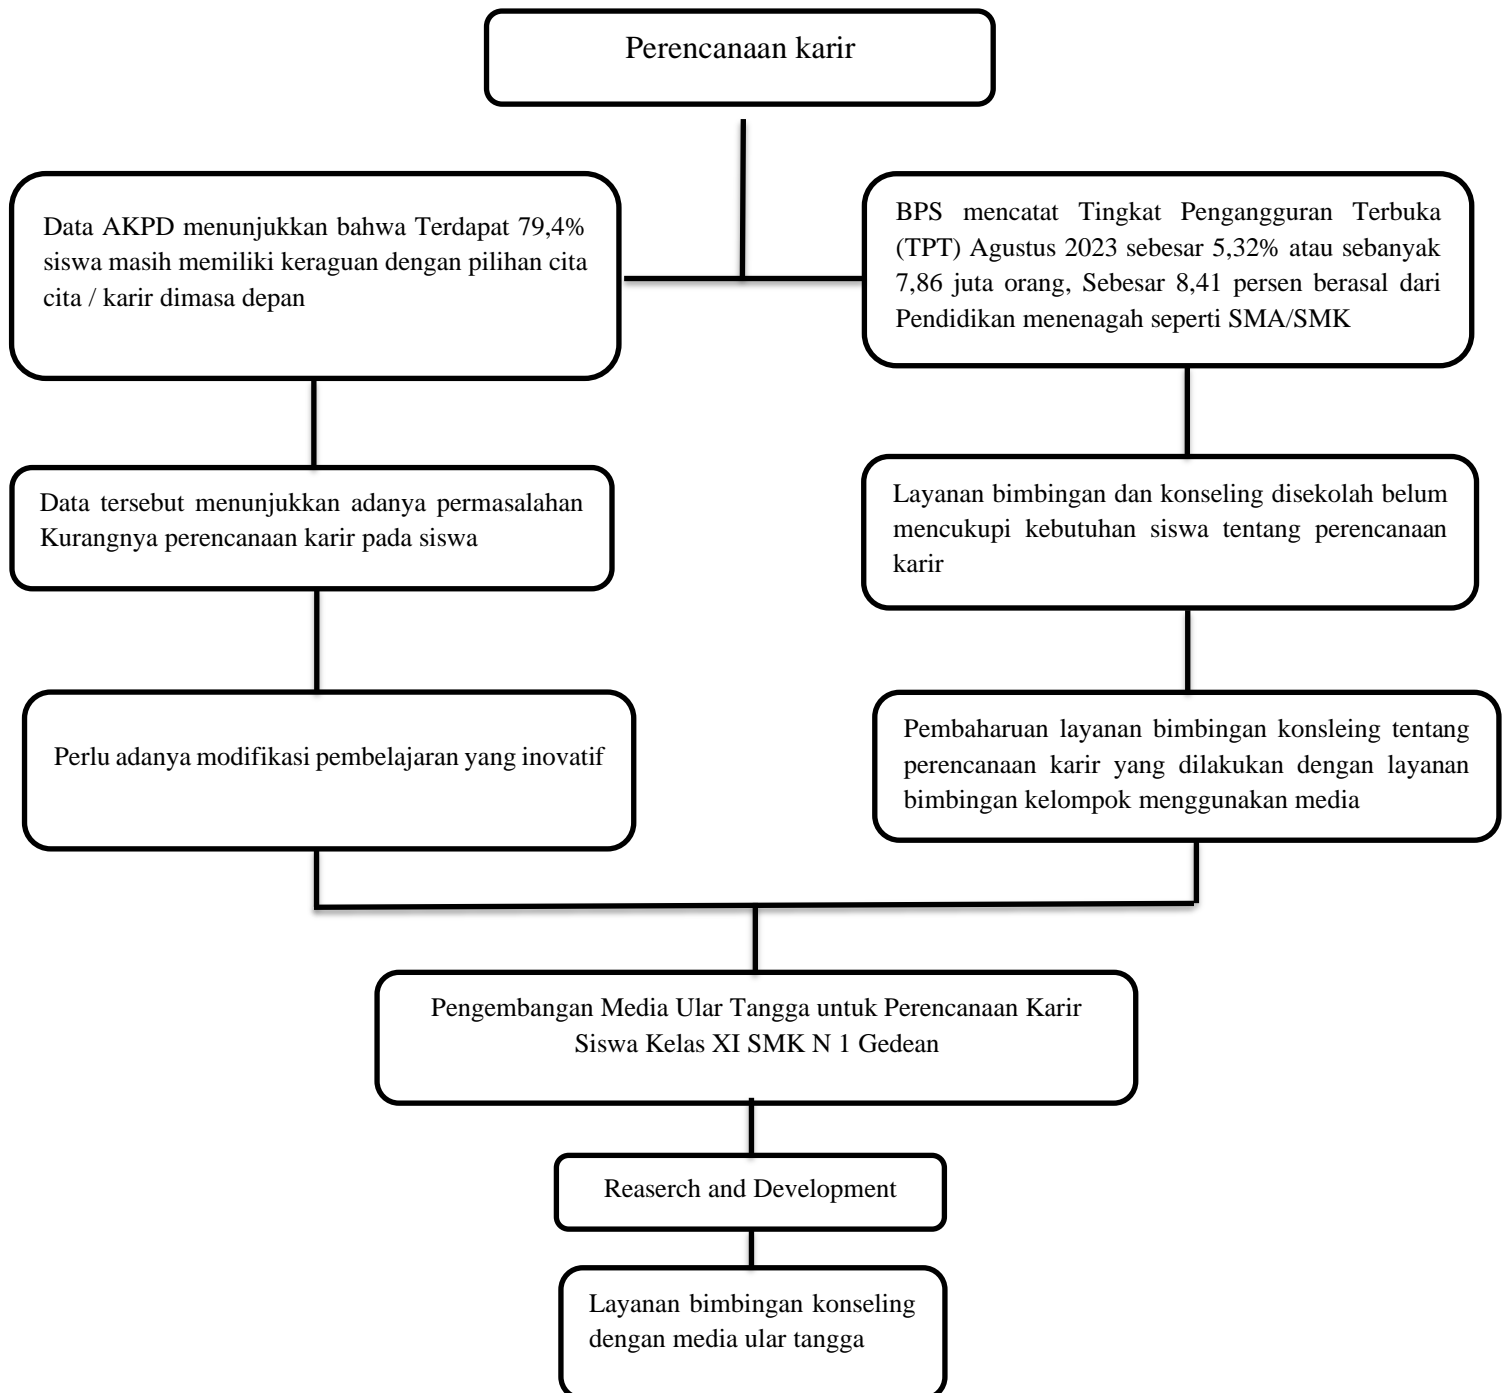 Perencanaan karir
Data AKPD menunjukkan bahwa Terdapat 79,4%
siswa masih memiliki keraguan dengan pilihan cita
cita / karir dimasa depan
BPS mencatat Tingkat Pengangguran Terbuka
(TPT) Agustus 2023 sebesar 5,32% atau sebanyak
7,86 juta orang, Sebesar 8,41 persen berasal dari
Pendidikan menenagah seperti SMA/SMK
Data tersebut menunjukkan adanya permasalahan
Kurangnya perencanaan karir pada siswa
Layanan bimbingan dan konseling disekolah belum
mencukupi kebutuhan siswa tentang perencanaan
karir
Perlu adanya modifikasi pembelajaran yang inovatif
Pembaharuan layanan bimbingan konsleing tentang
perencanaan karir yang dilakukan dengan layanan
bimbingan kelompok menggunakan media
Pengembangan Media Ular Tangga untuk Perencanaan Karir
Siswa Kelas XI SMK N 1 Gedean
Reaserch and Development
Layanan bimbingan konseling
dengan media ular tangga